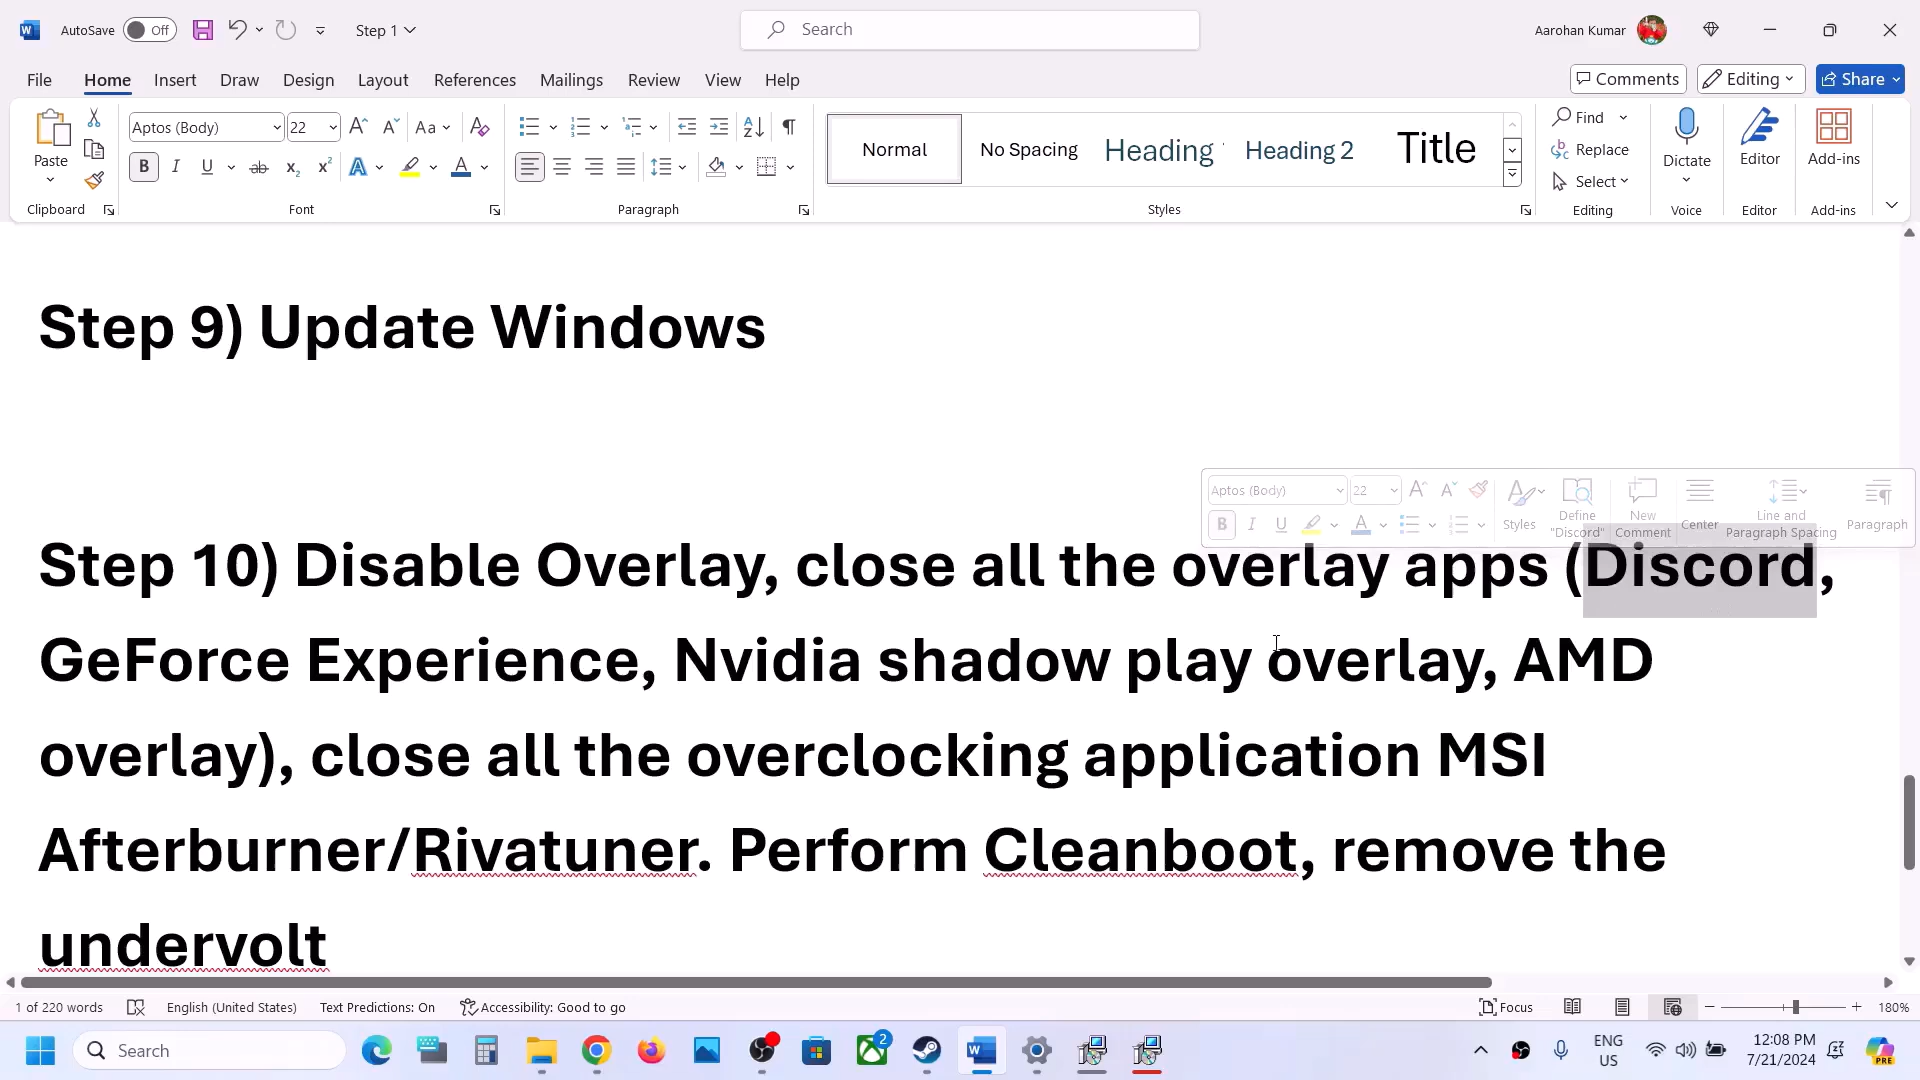 AutoSave Off Step 1 Search Aarohan Kumar
File Home Insert Draw Design Layout References Mailings Review View Help Comments Editing Share
Paste Aptos (Body) 22 Aa Normal No Spacing Heading Heading 2 Title Find Replace Select Dictate Editor Add-ins
Clipboard Font Paragraph Styles Editing Voice Editor Add-ins
Step 9) Update Windows
Aptos (Body) 22 Styles Define "Discord" New Comment Center Line and Paragraph Spacing Paragraph
Step 10) Disable Overlay, close all the overlay apps (Discord,
GeForce Experience, Nvidia shadow play overlay, AMD
overlay), close all the overclocking application MSI
Afterburner/Rivatuner. Perform Cleanboot, remove the
undervolt
1 of 220 words English (United States) Text Predictions: On Accessibility: Good to go Focus 180%
Search 2 ENG US 12:08 PM 7/21/2024 PRE